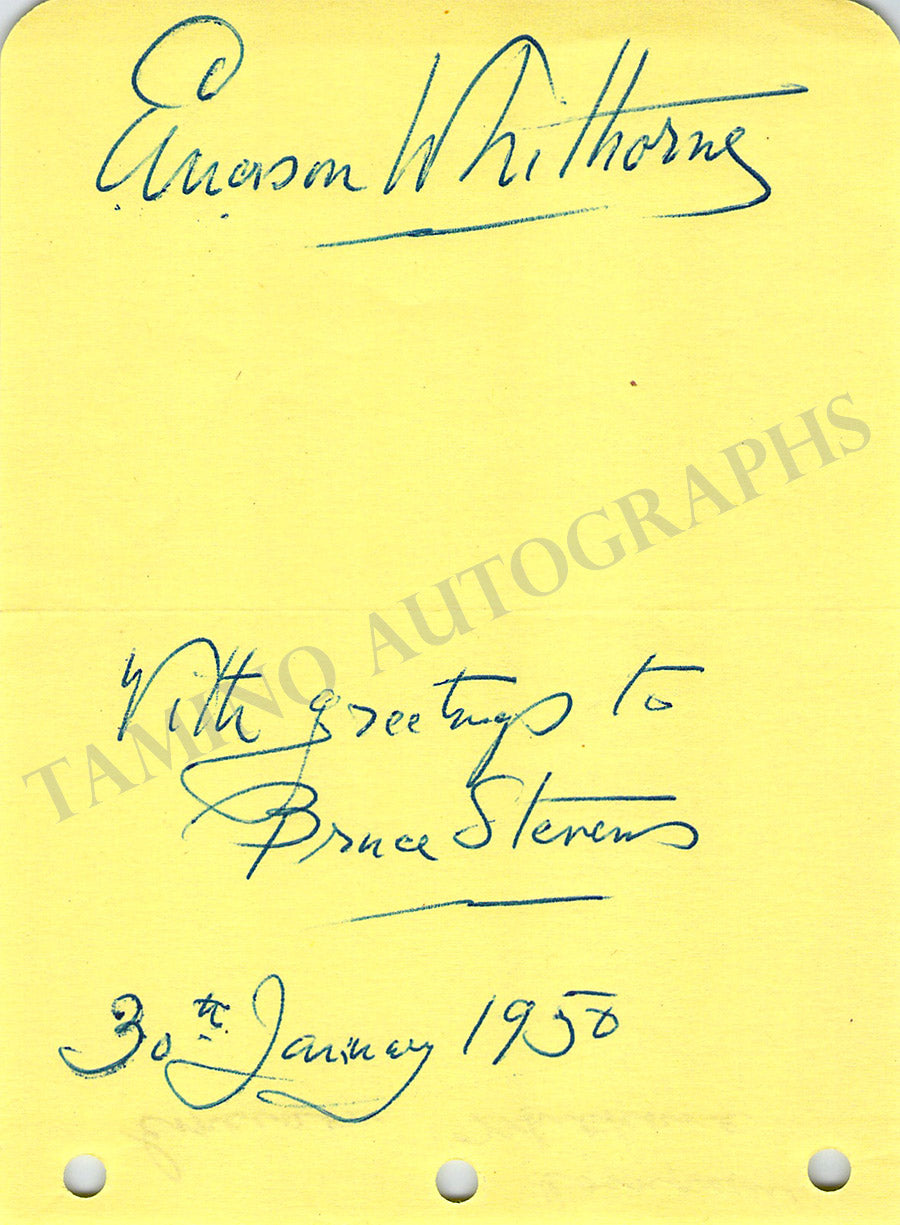 Emerson Whithorne
With greetings to
Bruce Stevens
30th January 1950
TAMINO AUTOGRAPHS